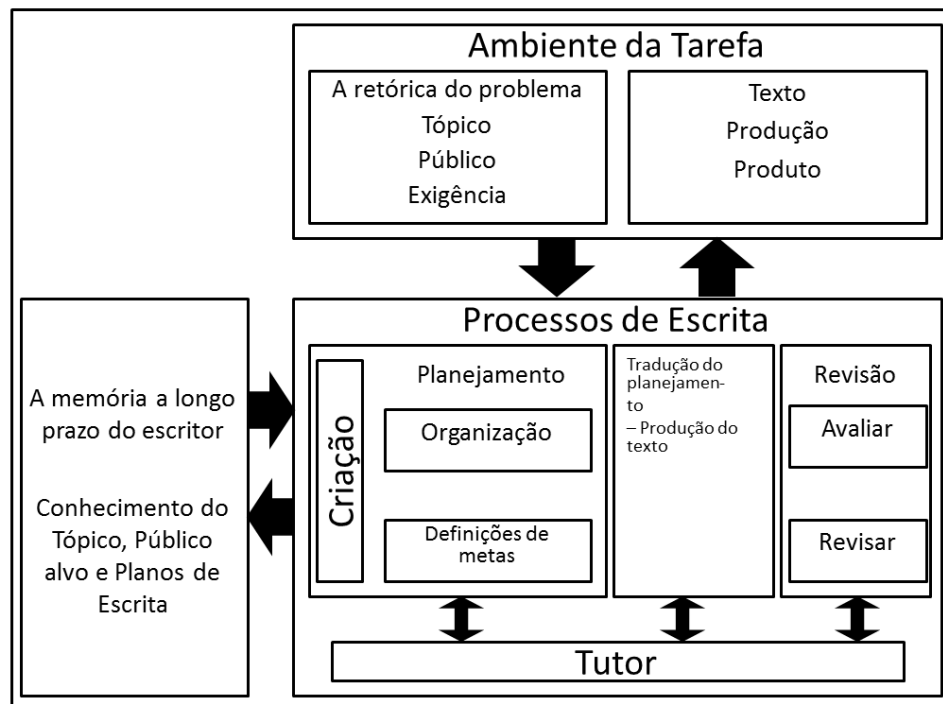 Ambiente da Tarefa
A retórica do problema
Tópico
Público
Exigência
Texto
Produção
Produto
A memória a longo
prazo do escritor
Conhecimento do
Tópico, Público
alvo e Planos de
Escrita
Processos de Escrita
Criação
Planejamento
Organização
Definições de
metas
Tradução do
planejamen-
to
– Produção do
texto
Revisão
Avaliar
Revisar
Tutor